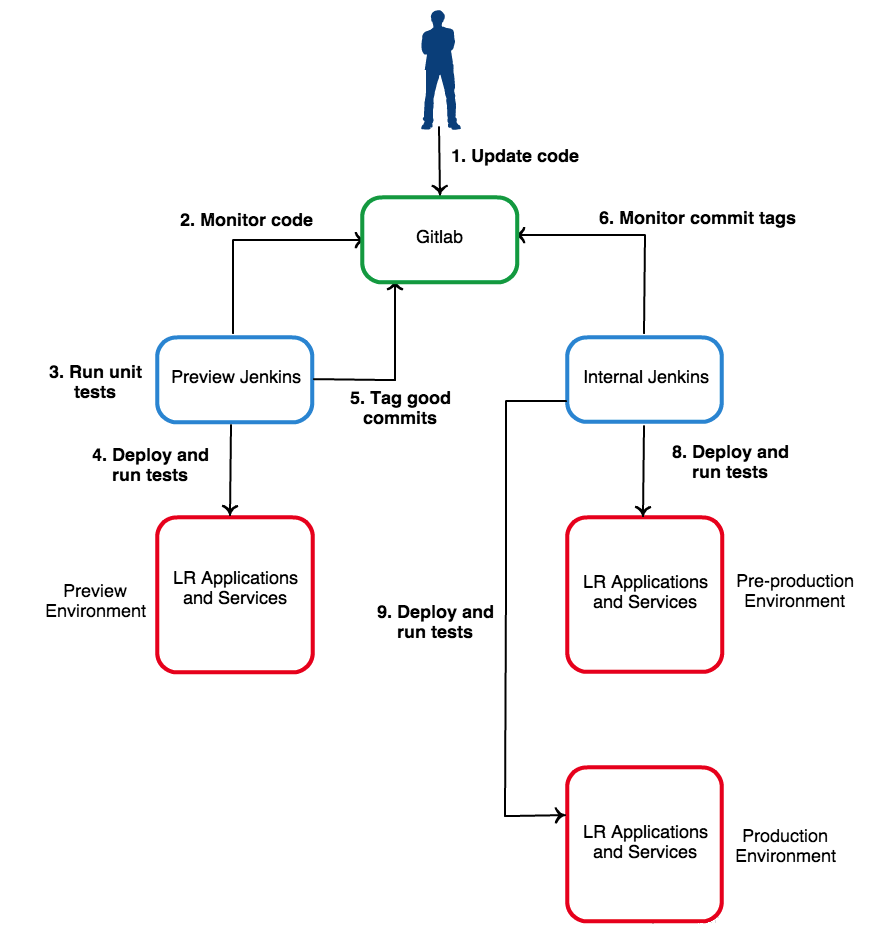 1. Update code
2. Monitor code
6. Monitor commit tags
Gitlab
3. Run unit
tests
Preview Jenkins
5. Tag good
commits
Internal Jenkins
4. Deploy and
run tests
8. Deploy and
run tests
Preview
Environment
LR Applications
and Services
9. Deploy and
run tests
LR Applications
and Services
Pre-production
Environment
LR Applications
and Services
Production
Environment